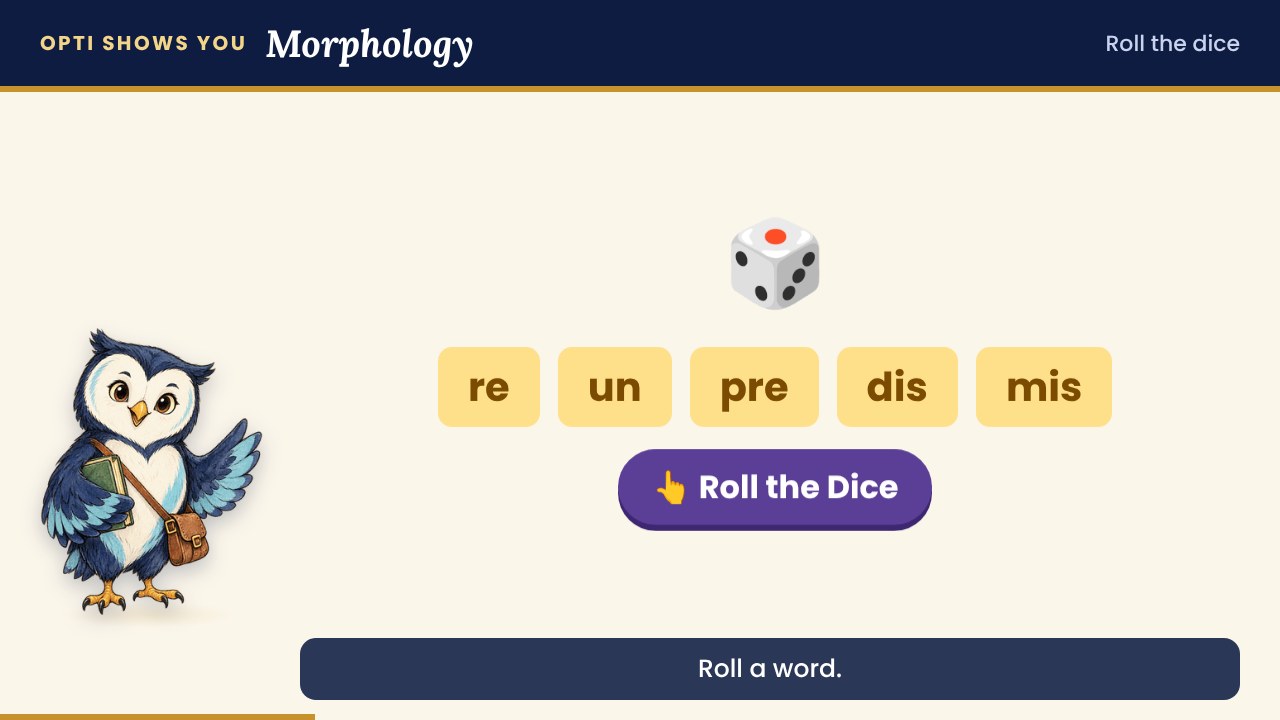 OPTI SHOWS YOU Morphology
Roll the dice
re un pre dis mis
Roll the Dice
Roll a word.